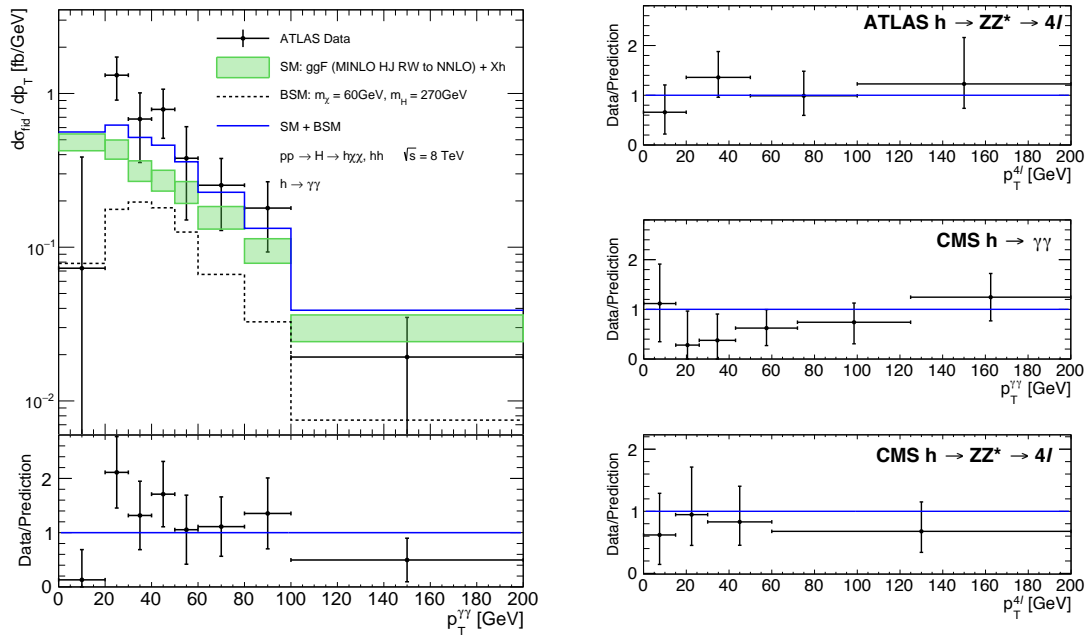 dσ_fid / dp_T [fb/GeV]
1
10⁻¹
10⁻²
ATLAS Data
SM: ggF (MINLO HJ RW to NNLO) + Xh
BSM: m_χ = 60GeV, m_H = 270GeV
SM + BSM
pp → H → hχχ, hh √s = 8 TeV
h → γγ
Data/Prediction
2
1
0
0 20 40 60 80 100 120 140 160 180 200
p_T^γγ [GeV]
ATLAS h → ZZ* → 4l
Data/Prediction
2
1
0
0 20 40 60 80 100 120 140 160 180 200
p_T^4l [GeV]
CMS h → γγ
Data/Prediction
2
1
0
0 20 40 60 80 100 120 140 160 180 200
p_T^γγ [GeV]
CMS h → ZZ* → 4l
Data/Prediction
2
1
0
0 20 40 60 80 100 120 140 160 180 200
p_T^4l [GeV]